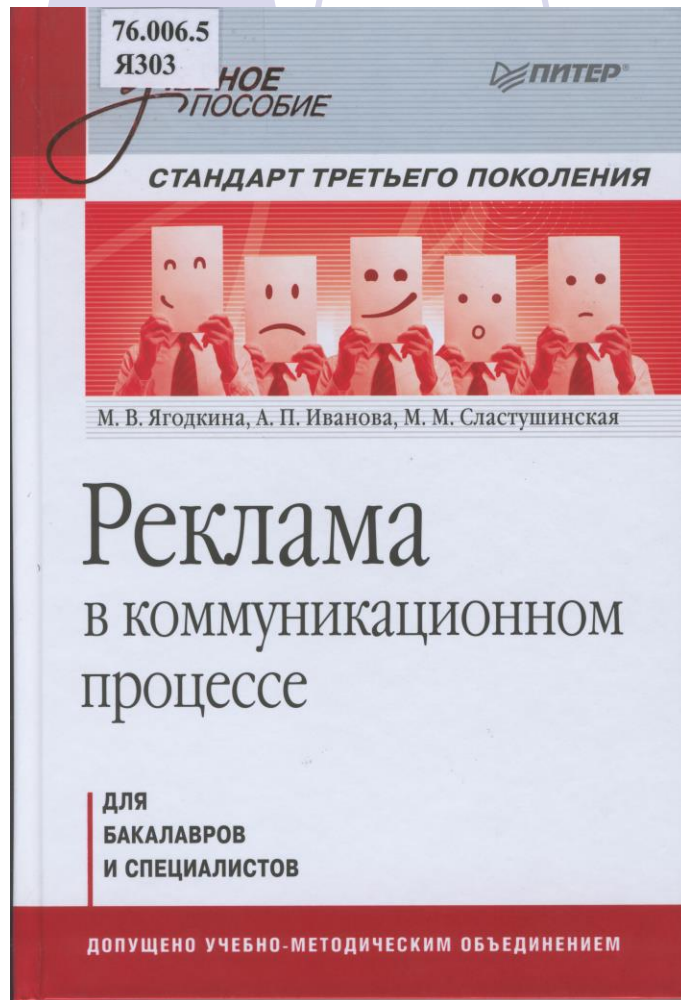 76.006.5
Я303
ПИТЕР®
ПОСОБИЕ
СТАНДАРТ ТРЕТЬЕГО ПОКОЛЕНИЯ
М. В. Ягодкина, А. П. Иванова, М. М. Сластушинская
Реклама
в коммуникационном
процессе
ДЛЯ
БАКАЛАВРОВ
И СПЕЦИАЛИСТОВ
ДОПУЩЕНО УЧЕБНО-МЕТОДИЧЕСКИМ ОБЪЕДИНЕНИЕМ